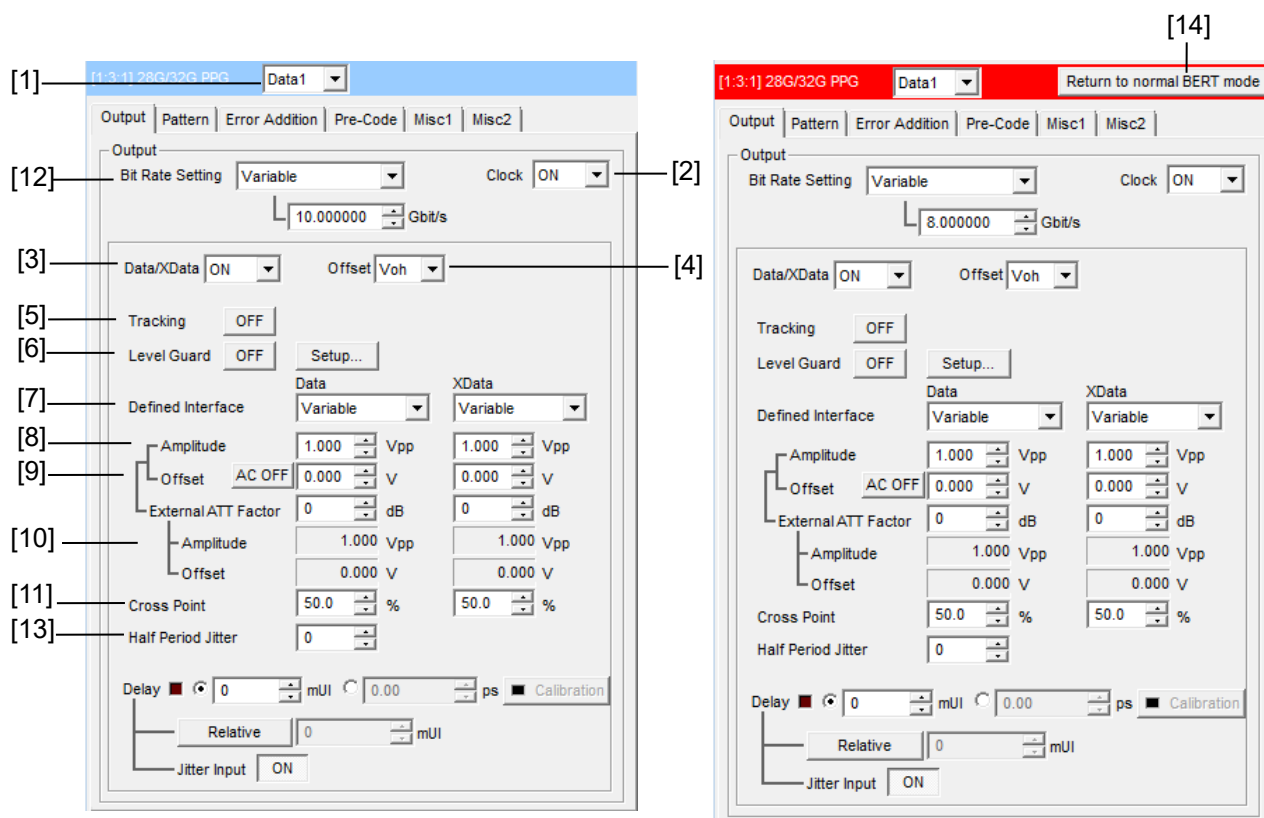 [14]
[1]
[1:3:1] 28G/32G PPG Data1
Output Pattern Error Addition Pre-Code Misc1 Misc2
Output
[12] Bit Rate Setting Variable Clock ON [2]
10.000000 Gbit/s
[3] Data/XData ON Offset Voh [4]
[5] Tracking OFF
[6] Level Guard OFF Setup...
Data XData
[7] Defined Interface Variable Variable
[8] Amplitude 1.000 Vpp 1.000 Vpp
[9] Offset AC OFF 0.000 V 0.000 V
External ATT Factor 0 dB 0 dB
[10] Amplitude 1.000 Vpp 1.000 Vpp
Offset 0.000 V 0.000 V
[11] Cross Point 50.0 % 50.0 %
[13] Half Period Jitter 0
Delay 0 mUI 0.00 ps Calibration
Relative 0 mUI
Jitter Input ON
[1:3:1] 28G/32G PPG Data1 Return to normal BERT mode
Output Pattern Error Addition Pre-Code Misc1 Misc2
Output
Bit Rate Setting Variable Clock ON
8.000000 Gbit/s
Data/XData ON Offset Voh
Tracking OFF
Level Guard OFF Setup...
Data XData
Defined Interface Variable Variable
Amplitude 1.000 Vpp 1.000 Vpp
Offset AC OFF 0.000 V 0.000 V
External ATT Factor 0 dB 0 dB
Amplitude 1.000 Vpp 1.000 Vpp
Offset 0.000 V 0.000 V
Cross Point 50.0 % 50.0 %
Half Period Jitter 0
Delay 0 mUI 0.00 ps Calibration
Relative 0 mUI
Jitter Input ON